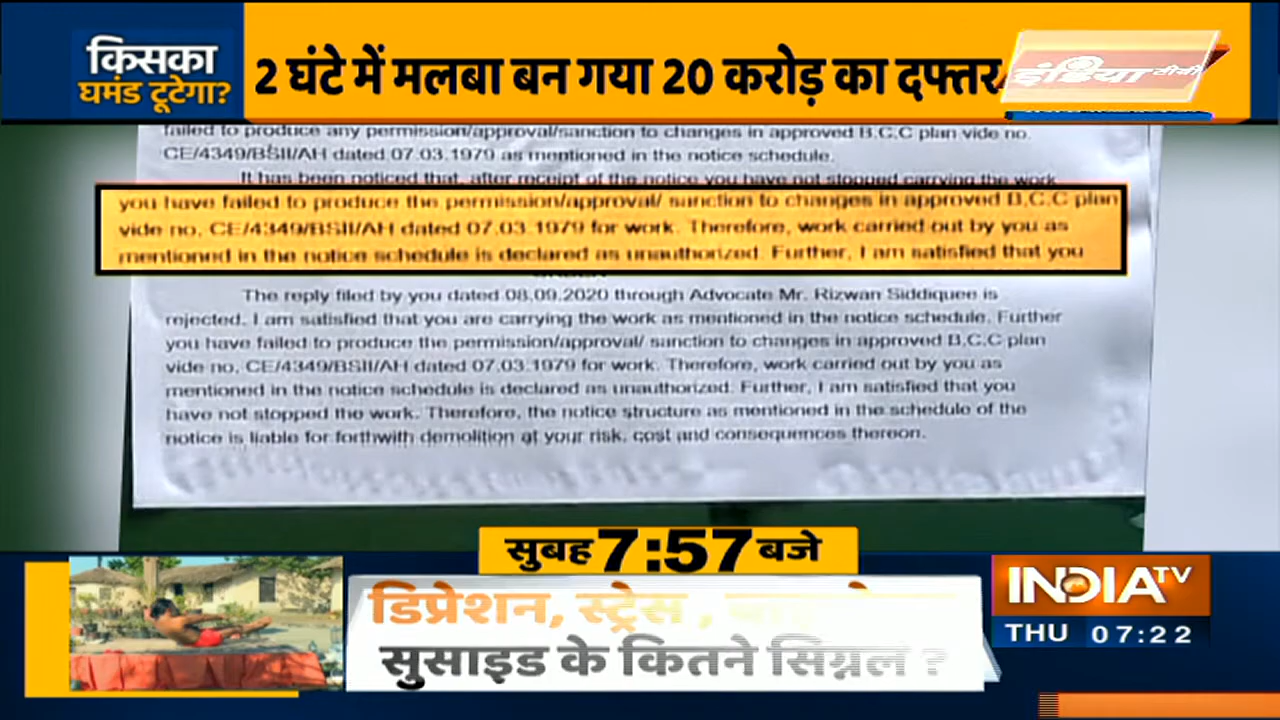 किसका
घमंड टूटेगा?
2 घंटे में मलबा बन गया 20 करोड़ का दफ्तर
इंडिया टीवी
failed to produce any permission/approval/sanction to changes in approved B.C.C plan vide no.
CE/4349/BSII/AH dated 07.03.1979 as mentioned in the notice schedule.
It has been noticed that, after receipt of the notice you have not stopped carrying the work
you have failed to produce the permission/approval/ sanction to changes in approved B.C.C plan
vide no. CE/4349/BSII/AH dated 07.03.1979 for work. Therefore, work carried out by you as
mentioned in the notice schedule is declared as unauthorized. Further, I am satisfied that you
The reply filed by you dated 08.09.2020 through Advocate Mr. Rizwan Siddiquee is
rejected. I am satisfied that you are carrying the work as mentioned in the notice schedule. Further
you have failed to produce the permission/approval/ sanction to changes in approved B.C.C plan
vide no. CE/4349/BSII/AH dated 07.03.1979 for work. Therefore, work carried out by you as
mentioned in the notice schedule is declared as unauthorized. Further, I am satisfied that you
have not stopped the work. Therefore, the notice structure as mentioned in the schedule of the
notice is liable for forthwith demolition at your risk, cost and consequences thereon.
सुबह 7:57 बजे
डिप्रेशन, स्ट्रेस ,
सुसाइड के कितने सिग्नल ?
INDIA TV
THU 07:22